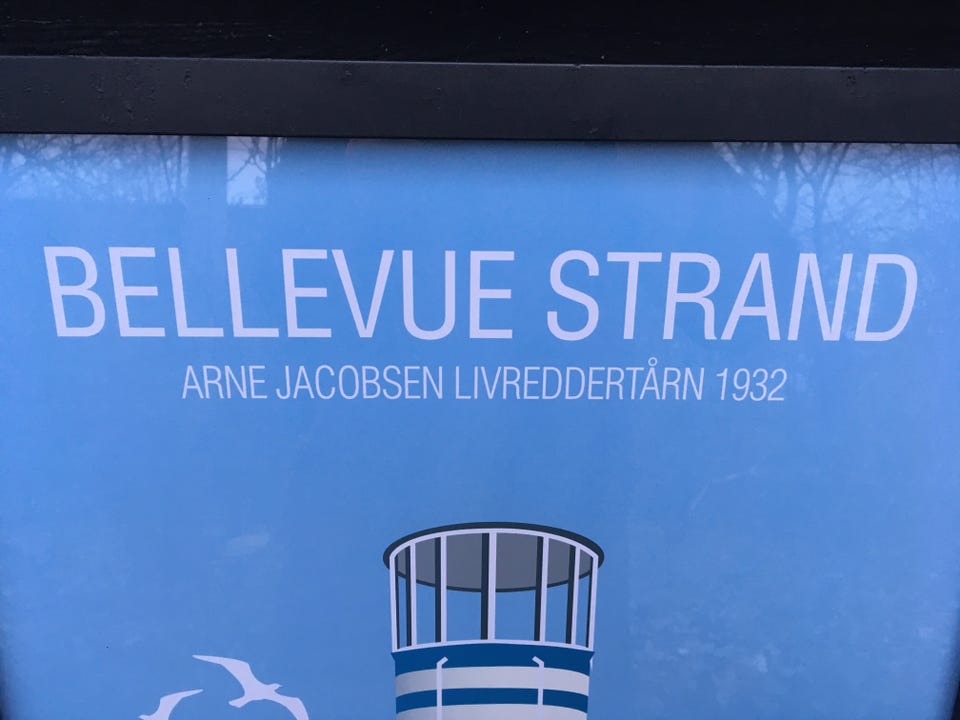 BELLEVUE STRAND
ARNE JACOBSEN LIVREDDERTÅRN 1932